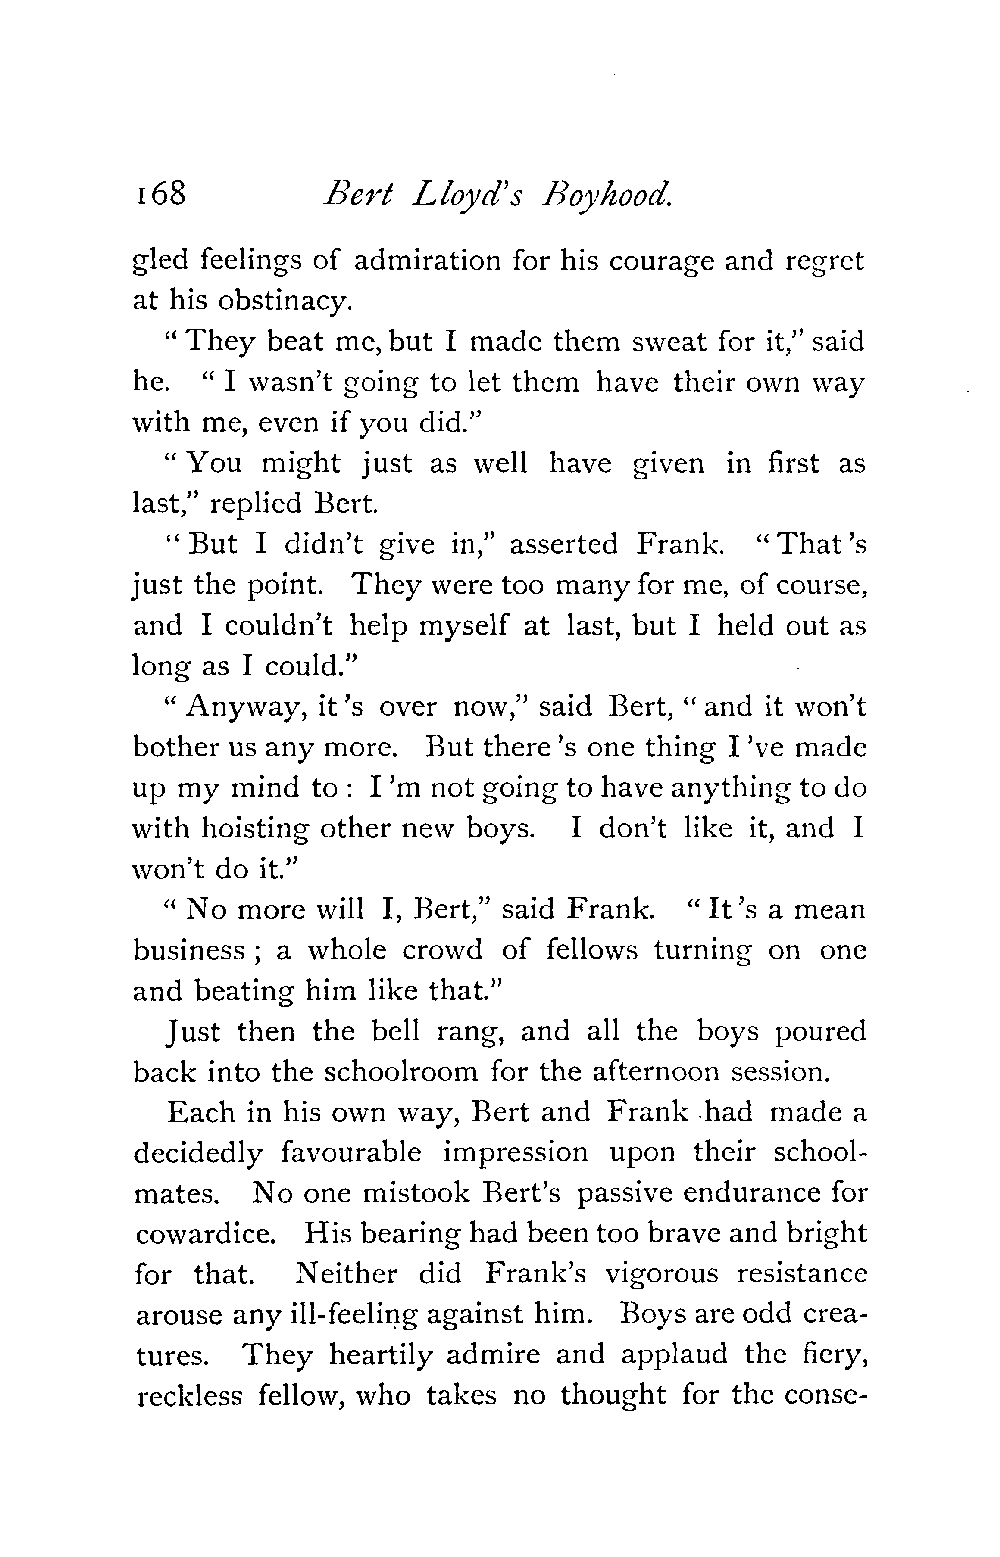 168 Bert Lloyd's Boyhood.
gled feelings of admiration for his courage and regret
at his obstinacy.
“They beat me, but I made them sweat for it,” said
he. “I wasn't going to let them have their own way
with me, even if you did.”
“You might just as well have given in first as
last,” replied Bert.
“But I didn't give in,” asserted Frank. “That's
just the point. They were too many for me, of course,
and I couldn't help myself at last, but I held out as
long as I could.”
“Anyway, it's over now,” said Bert, “and it won't
bother us any more. But there's one thing I've made
up my mind to: I'm not going to have anything to do
with hoisting other new boys. I don't like it, and I
won't do it.”
“No more will I, Bert,” said Frank. “It's a mean
business; a whole crowd of fellows turning on one
and beating him like that.”
Just then the bell rang, and all the boys poured
back into the schoolroom for the afternoon session.
Each in his own way, Bert and Frank had made a
decidedly favourable impression upon their school-
mates. No one mistook Bert's passive endurance for
cowardice. His bearing had been too brave and bright
for that. Neither did Frank's vigorous resistance
arouse any ill-feeling against him. Boys are odd crea-
tures. They heartily admire and applaud the fiery,
reckless fellow, who takes no thought for the conse-